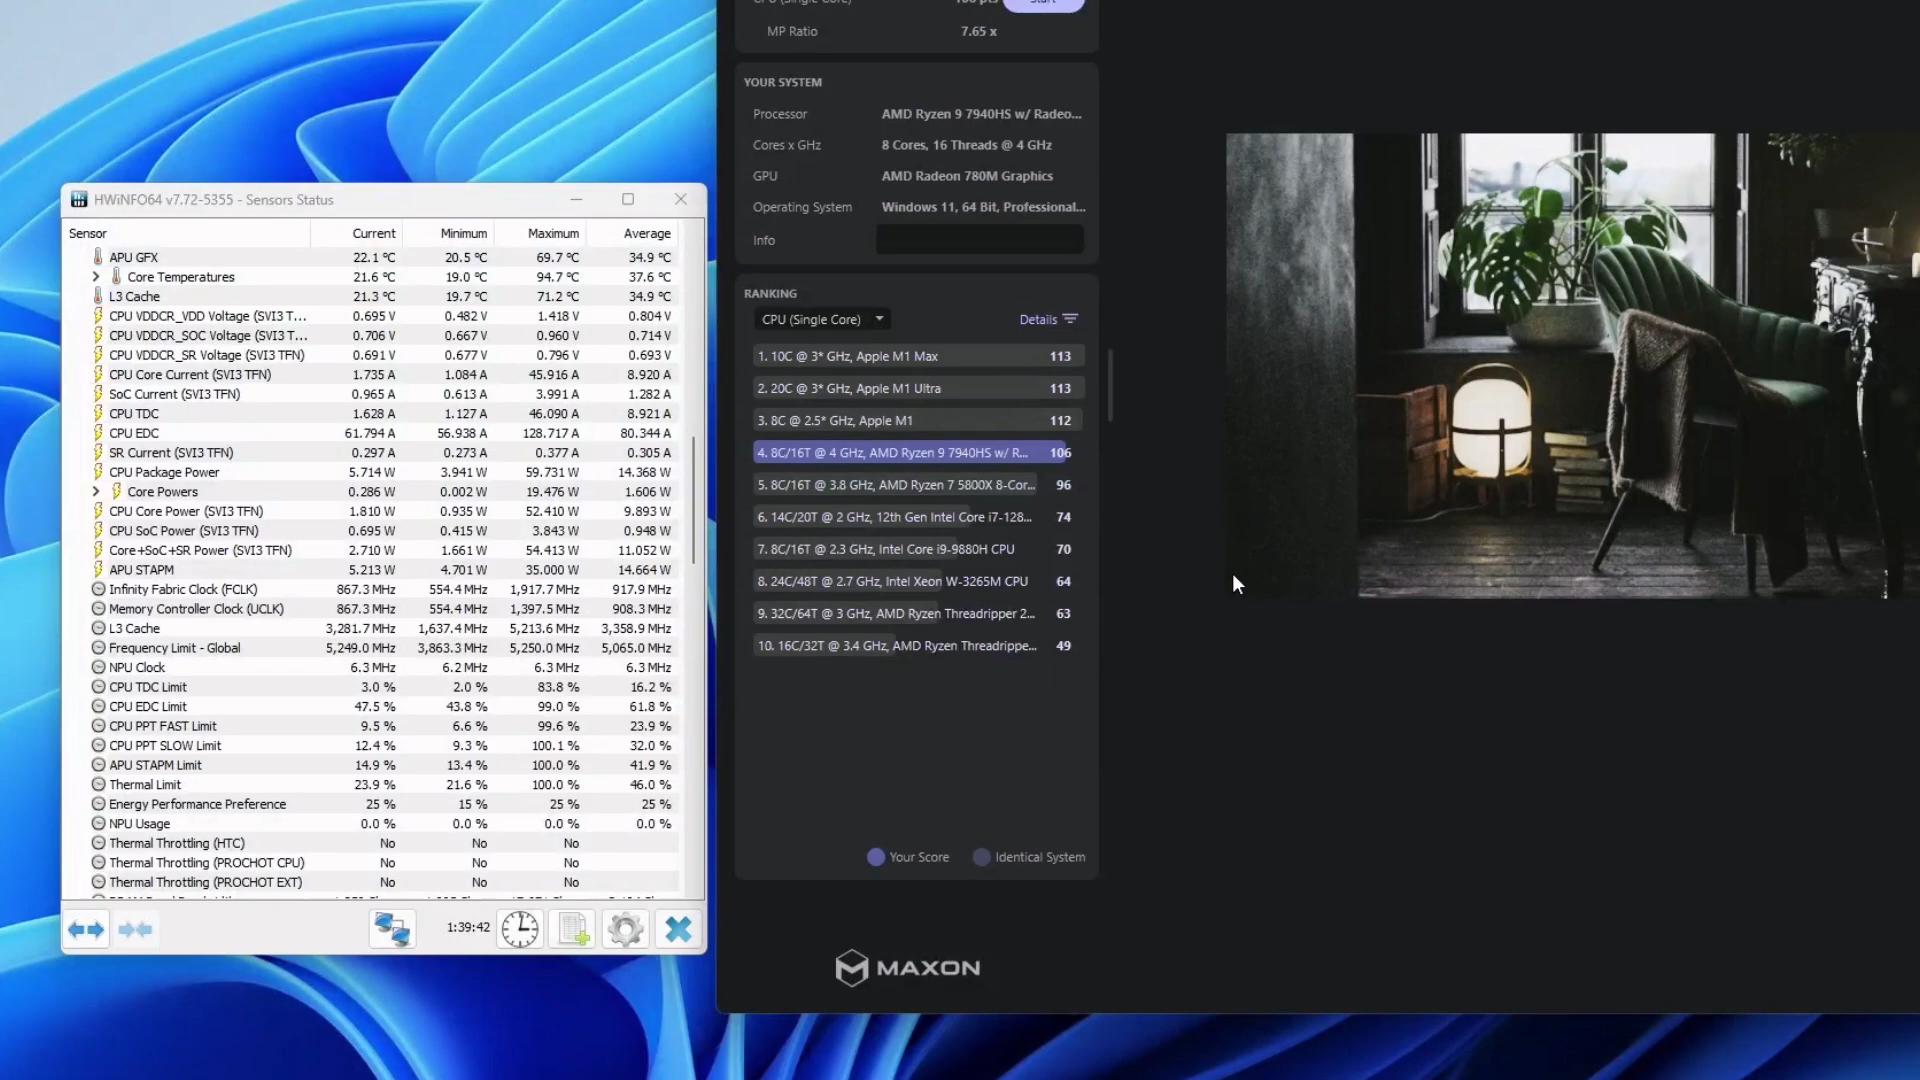 CPU (Single Core) 106 pts Start
MP Ratio 7.65 x
YOUR SYSTEM
Processor AMD Ryzen 9 7940HS w/ Radeo...
Cores x GHz 8 Cores, 16 Threads @ 4 GHz
GPU AMD Radeon 780M Graphics
Operating System Windows 11, 64 Bit, Professional...
Info
RANKING
CPU (Single Core) Details
1. 10C @ 3* GHz, Apple M1 Max 113
2. 20C @ 3* GHz, Apple M1 Ultra 113
3. 8C @ 2.5* GHz, Apple M1 112
4. 8C/16T @ 4 GHz, AMD Ryzen 9 7940HS w/ R... 106
5. 8C/16T @ 3.8 GHz, AMD Ryzen 7 5800X 8-Cor... 96
6. 14C/20T @ 2 GHz, 12th Gen Intel Core i7-128... 74
7. 8C/16T @ 2.3 GHz, Intel Core i9-9880H CPU 70
8. 24C/48T @ 2.7 GHz, Intel Xeon W-3265M CPU 64
9. 32C/64T @ 3 GHz, AMD Ryzen Threadripper 2... 63
10. 16C/32T @ 3.4 GHz, AMD Ryzen Threadrippe... 49
Your Score Identical System
MAXON
HWiNFO64 v7.72-5355 - Sensors Status
Sensor Current Minimum Maximum Average
APU GFX 22.1 °C 20.5 °C 69.7 °C 34.9 °C
Core Temperatures 21.6 °C 19.0 °C 94.7 °C 37.6 °C
L3 Cache 21.3 °C 19.7 °C 71.2 °C 34.9 °C
CPU VDDCR_VDD Voltage (SVI3 T... 0.695 V 0.482 V 1.418 V 0.804 V
CPU VDDCR_SOC Voltage (SVI3 T... 0.706 V 0.667 V 0.960 V 0.714 V
CPU VDDCR_SR Voltage (SVI3 TFN) 0.691 V 0.677 V 0.796 V 0.693 V
CPU Core Current (SVI3 TFN) 1.735 A 1.084 A 45.916 A 8.920 A
SoC Current (SVI3 TFN) 0.965 A 0.613 A 3.991 A 1.282 A
CPU TDC 1.628 A 1.127 A 46.090 A 8.921 A
CPU EDC 61.794 A 56.938 A 128.717 A 80.344 A
SR Current (SVI3 TFN) 0.297 A 0.273 A 0.377 A 0.305 A
CPU Package Power 5.714 W 3.941 W 59.731 W 14.368 W
Core Powers 0.286 W 0.002 W 19.476 W 1.606 W
CPU Core Power (SVI3 TFN) 1.810 W 0.935 W 52.410 W 9.893 W
CPU SoC Power (SVI3 TFN) 0.695 W 0.415 W 3.843 W 0.948 W
Core+SoC+SR Power (SVI3 TFN) 2.710 W 1.661 W 54.413 W 11.052 W
APU STAPM 5.213 W 4.701 W 35.000 W 14.664 W
Infinity Fabric Clock (FCLK) 867.3 MHz 554.4 MHz 1,917.7 MHz 917.9 MHz
Memory Controller Clock (UCLK) 867.3 MHz 554.4 MHz 1,397.5 MHz 908.3 MHz
L3 Cache 3,281.7 MHz 1,637.4 MHz 5,213.6 MHz 3,358.9 MHz
Frequency Limit - Global 5,249.0 MHz 3,863.3 MHz 5,250.0 MHz 5,065.0 MHz
NPU Clock 6.3 MHz 6.2 MHz 6.3 MHz 6.3 MHz
CPU TDC Limit 3.0 % 2.0 % 83.8 % 16.2 %
CPU EDC Limit 47.5 % 43.8 % 99.0 % 61.8 %
CPU PPT FAST Limit 9.5 % 6.6 % 99.6 % 23.9 %
CPU PPT SLOW Limit 12.4 % 9.3 % 100.1 % 32.0 %
APU STAPM Limit 14.9 % 13.4 % 100.0 % 41.9 %
Thermal Limit 23.9 % 21.6 % 100.0 % 46.0 %
Energy Performance Preference 25 % 15 % 25 % 25 %
NPU Usage 0.0 % 0.0 % 0.0 % 0.0 %
Thermal Throttling (HTC) No No No
Thermal Throttling (PROCHOT CPU) No No No
Thermal Throttling (PROCHOT EXT) No No No
1:39:42